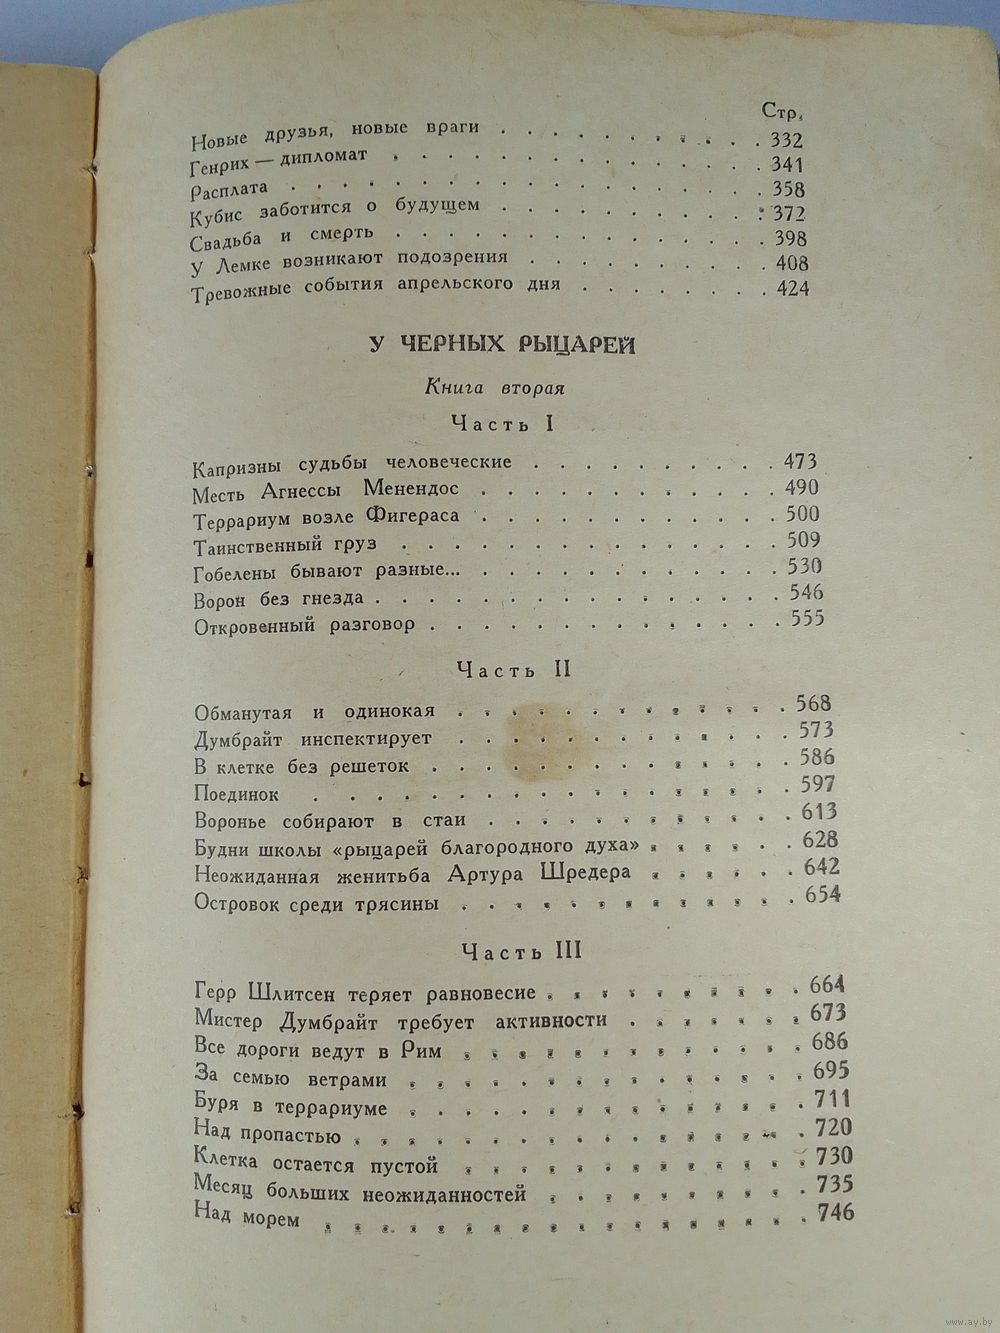 Стр.
Новые друзья, новые враги . . . . . . . . . . 332
Генрих — дипломат . . . . . . . . . . . . . . 341
Расплата . . . . . . . . . . . . . . . . . . 358
Кубис заботится о будущем . . . . . . . . . . 372
Свадьба и смерть . . . . . . . . . . . . . . 398
У Лемке возникают подозрения . . . . . . . . . . 408
Тревожные события апрельского дня . . . . . . . . 424
У ЧЕРНЫХ РЫЦАРЕЙ
Книга вторая
Часть I
Капризны судьбы человеческие . . . . . . . . . . 473
Месть Агнессы Менендос . . . . . . . . . . . . 490
Террариум возле Фигераса . . . . . . . . . . . . 500
Таинственный груз . . . . . . . . . . . . . . . 509
Гобелены бывают разные... . . . . . . . . . . . . 530
Ворон без гнезда . . . . . . . . . . . . . . . . 546
Откровенный разговор . . . . . . . . . . . . . . 555
Часть II
Обманутая и одинокая . . . . . . . . . . . . . 568
Думбрайт инспектирует . . . . . . . . . . . . . 573
В клетке без решеток . . . . . . . . . . . . . . 586
Поединок . . . . . . . . . . . . . . . . . . 597
Воронье собирают в стаи . . . . . . . . . . . . 613
Будни школы «рыцарей благородного духа» . . . . . . 628
Неожиданная женитьба Артура Шредера . . . . . . 642
Островок среди трясины . . . . . . . . . . . . . 654
Часть III
Герр Шлитсен теряет равновесие . . . . . . . . . . 664
Мистер Думбрайт требует активности . . . . . . . 673
Все дороги ведут в Рим . . . . . . . . . . . . . 686
За семью ветрами . . . . . . . . . . . . . . . 695
Буря в террариуме . . . . . . . . . . . . . . . 711
Над пропастью . . . . . . . . . . . . . . . . . 720
Клетка остается пустой . . . . . . . . . . . . . 730
Месяц больших неожиданностей . . . . . . . . . . 735
Над морем . . . . . . . . . . . . . . . . . . 746
www.ay.by